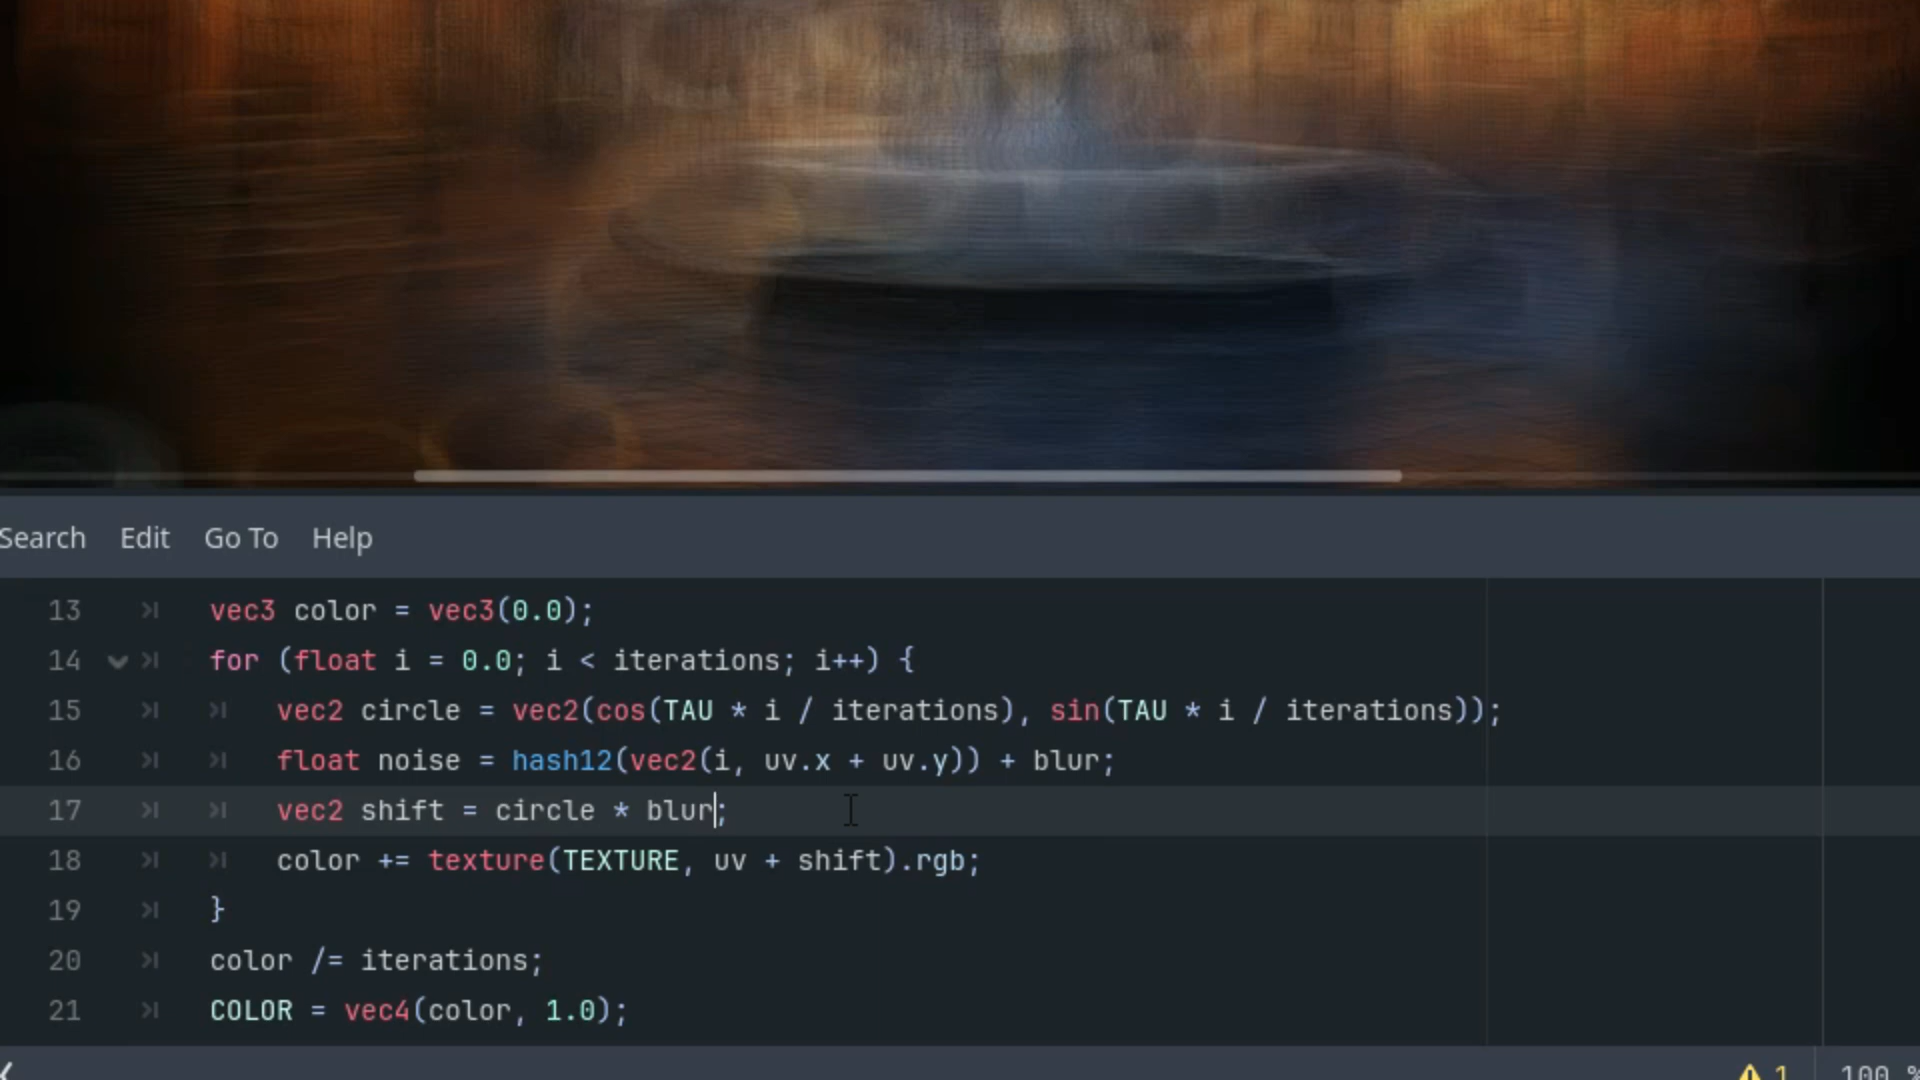 Search Edit Go To Help
13 vec3 color = vec3(0.0);
14 for (float i = 0.0; i < iterations; i++) {
15 vec2 circle = vec2(cos(TAU * i / iterations), sin(TAU * i / iterations));
16 float noise = hash12(vec2(i, uv.x + uv.y)) + blur;
17 vec2 shift = circle * blur;
18 color += texture(TEXTURE, uv + shift).rgb;
19 }
20 color /= iterations;
21 COLOR = vec4(color, 1.0);
1 100 %